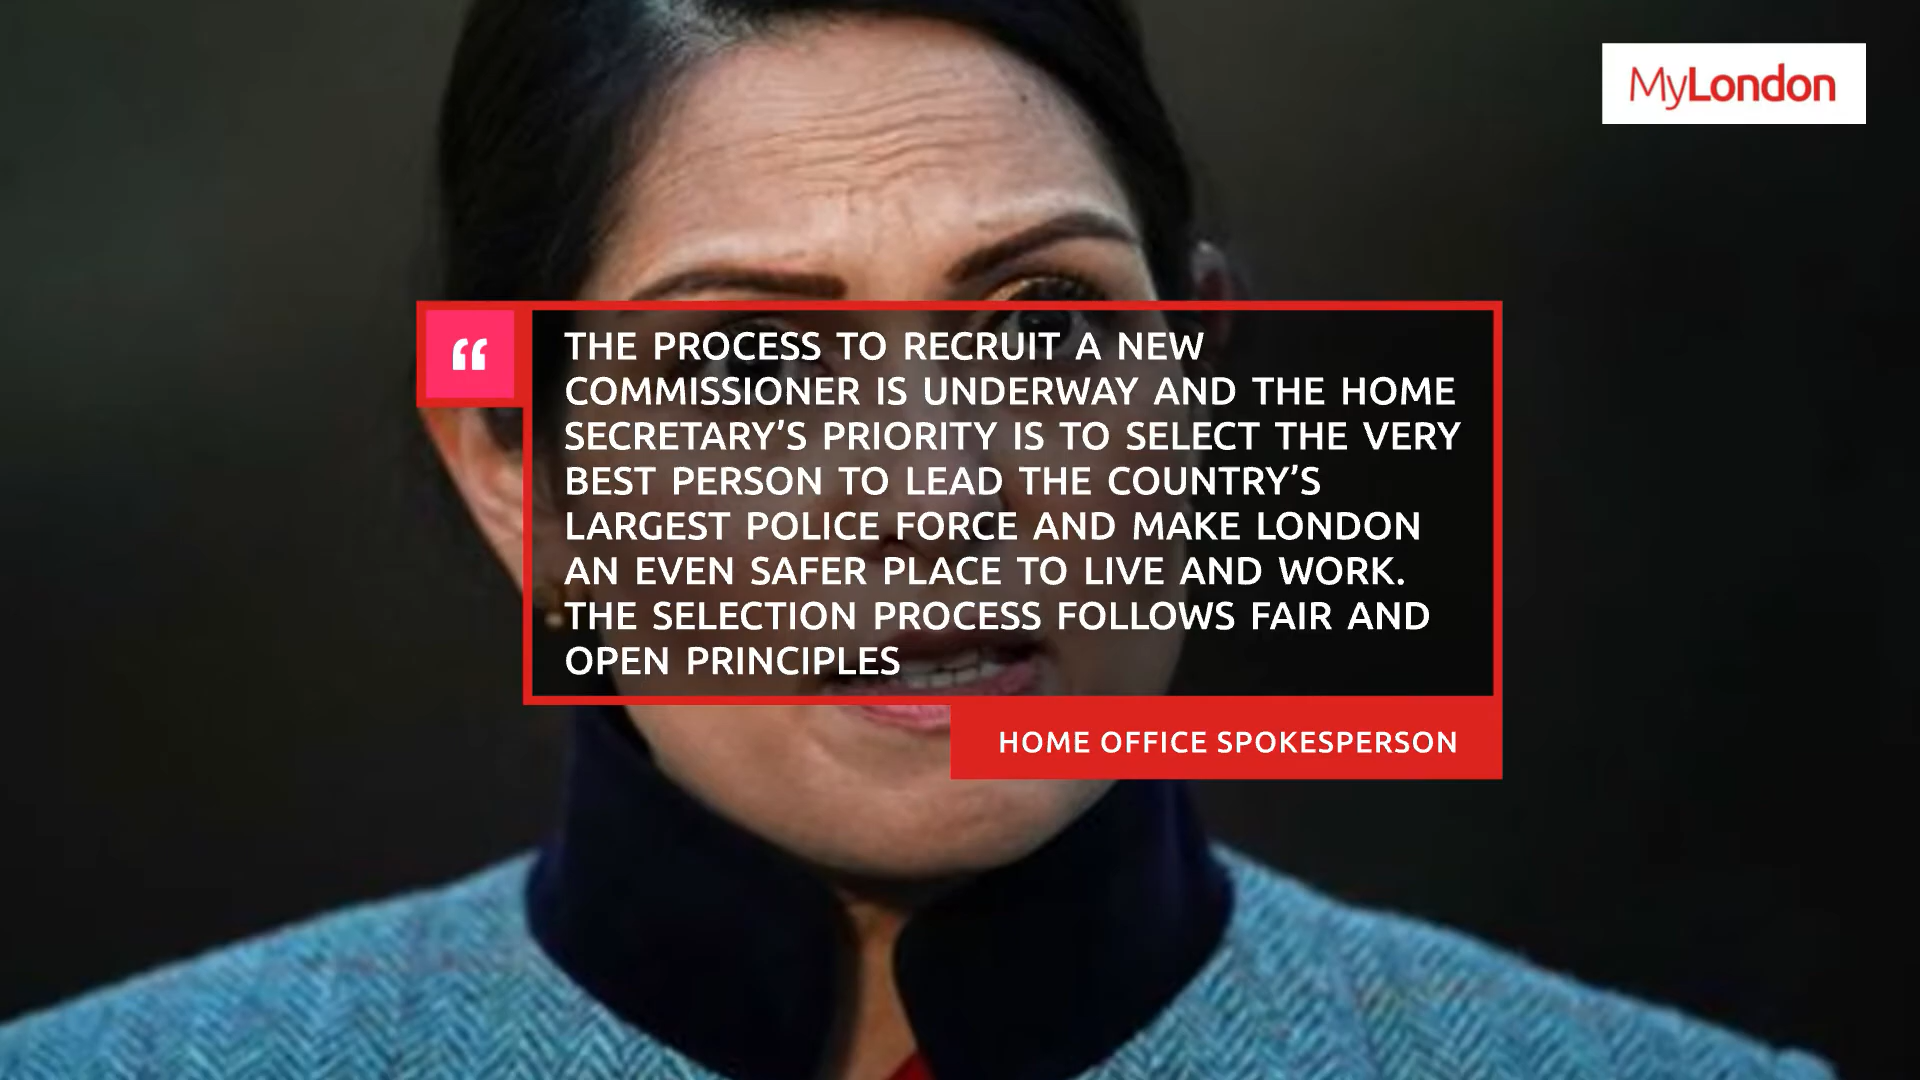 MyLondon
“
THE PROCESS TO RECRUIT A NEW
COMMISSIONER IS UNDERWAY AND THE HOME
SECRETARY’S PRIORITY IS TO SELECT THE VERY
BEST PERSON TO LEAD THE COUNTRY’S
LARGEST POLICE FORCE AND MAKE LONDON
AN EVEN SAFER PLACE TO LIVE AND WORK.
THE SELECTION PROCESS FOLLOWS FAIR AND
OPEN PRINCIPLES
HOME OFFICE SPOKESPERSON